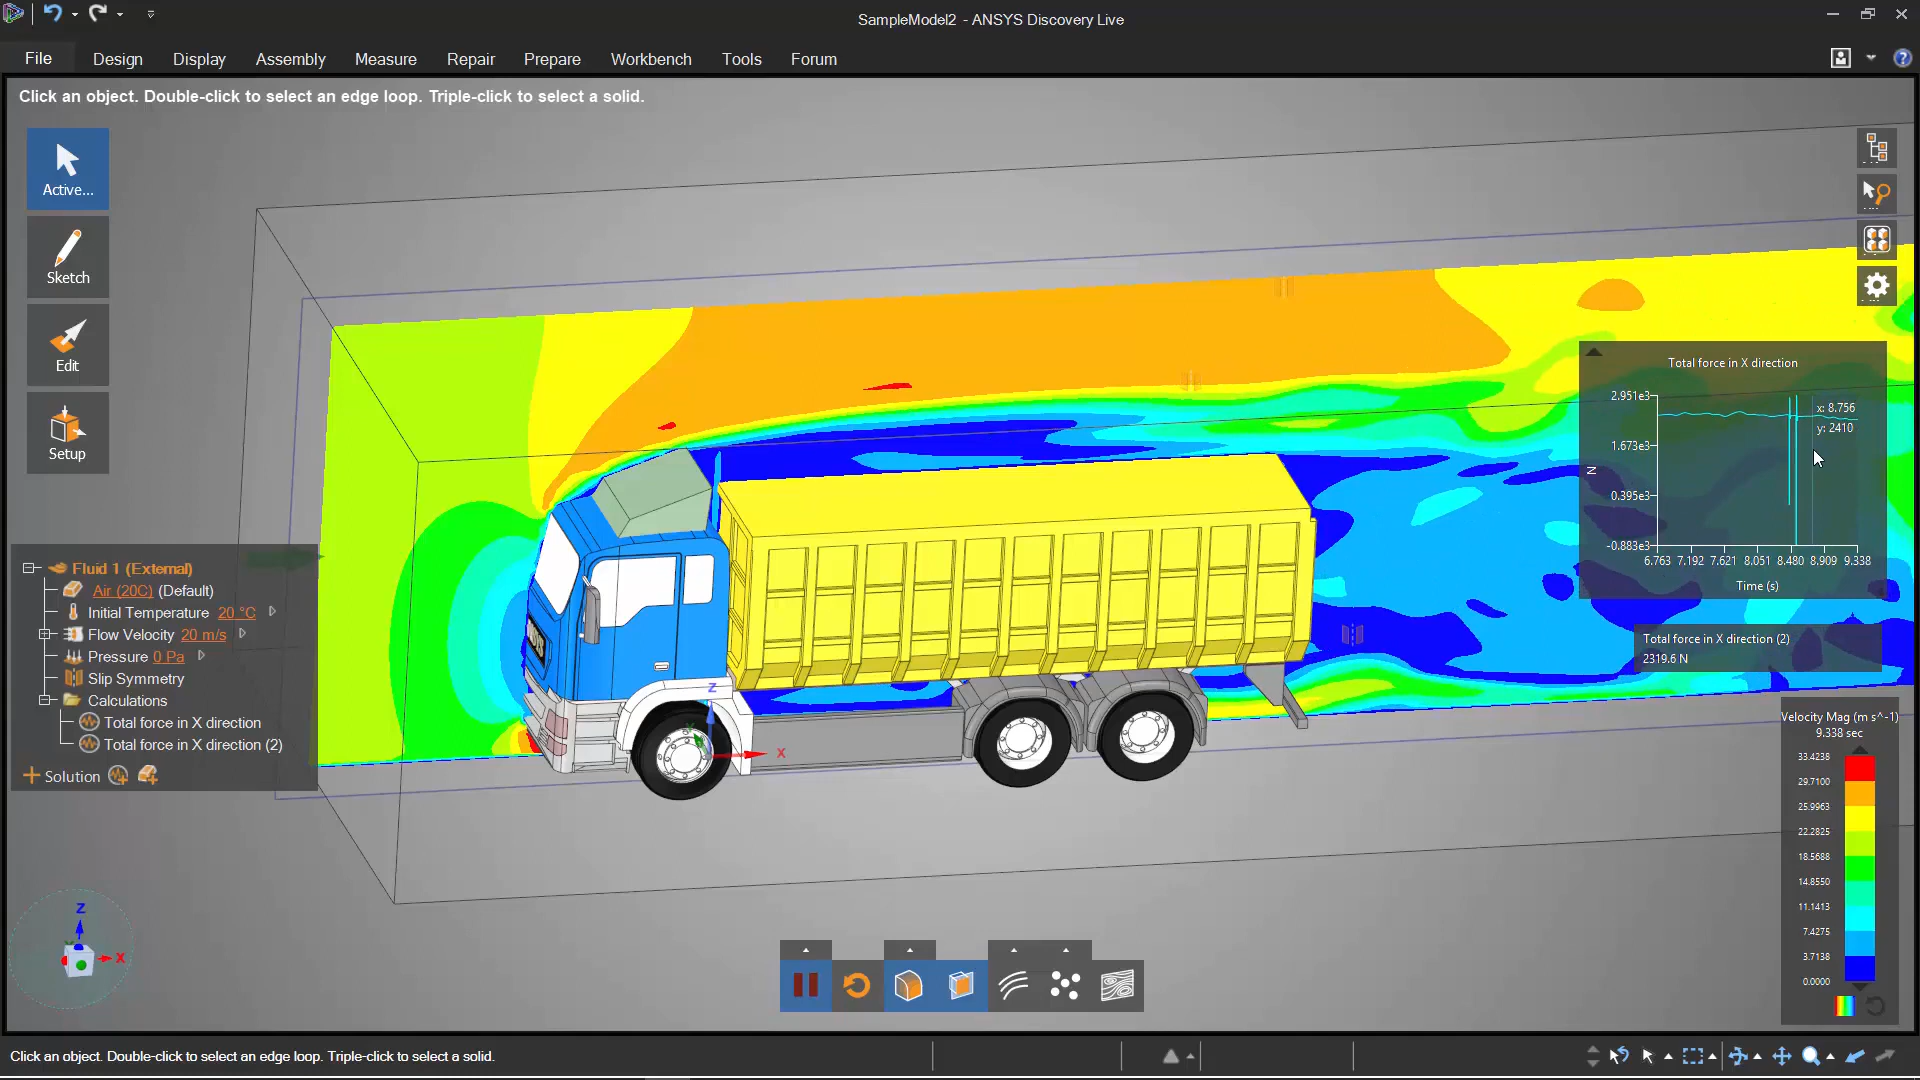 SampleModel2 - ANSYS Discovery Live
File Design Display Assembly Measure Repair Prepare Workbench Tools Forum
Click an object. Double-click to select an edge loop. Triple-click to select a solid.
Active...
Sketch
Edit
Setup
Fluid 1 (External)
Air (20C) (Default)
Initial Temperature 20 °C
Flow Velocity 20 m/s
Pressure 0 Pa
Slip Symmetry
Calculations
Total force in X direction
Total force in X direction (2)
Solution
ANSYS
Z
X
Z
X
Total force in X direction
2.951e3
1.673e3
0.395e3
-0.883e3
N
x: 8.756
y: 2410
6.763 7.192 7.621 8.051 8.480 8.909 9.338
Time (s)
Total force in X direction (2)
2319.6 N
Velocity Mag (m s^-1)
9.338 sec
33.4238
29.7100
25.9963
22.2825
18.5688
14.8550
11.1413
7.4275
3.7138
0.0000
Click an object. Double-click to select an edge loop. Triple-click to select a solid.